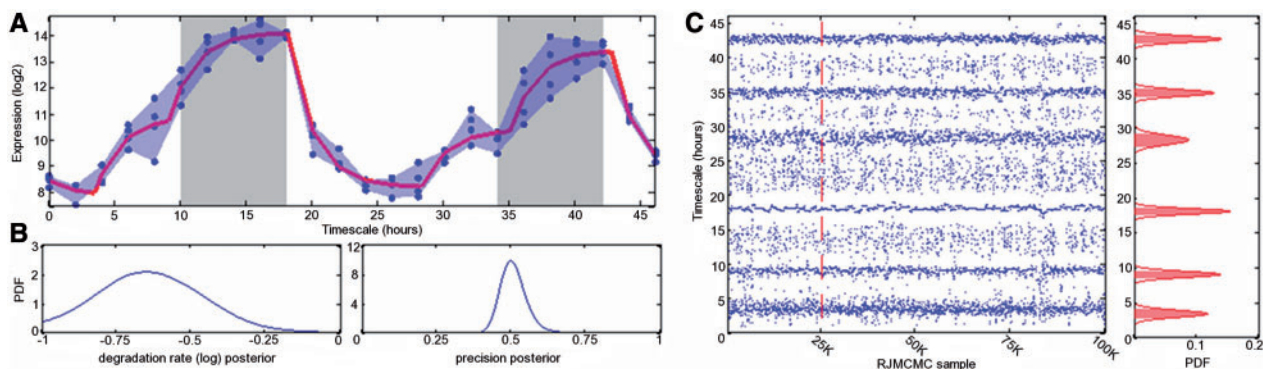 A
Expression (log2)
14
13
12
11
10
9
8
0 5 10 15 20 25 30 35 40 45
Timescale (hours)
B
PDF
3
2
1
0
-1 -0.75 -0.5 -0.25 0
degradation rate (log) posterior
12
8
4
0 0.25 0.5 0.75 1
precision posterior
C
Timescale (hours)
45
40
35
30
25
20
15
10
5
0
25K 50K 75K 100K
RJMCMC sample
45
40
35
30
25
20
15
10
5
0
0.1 0.2
PDF